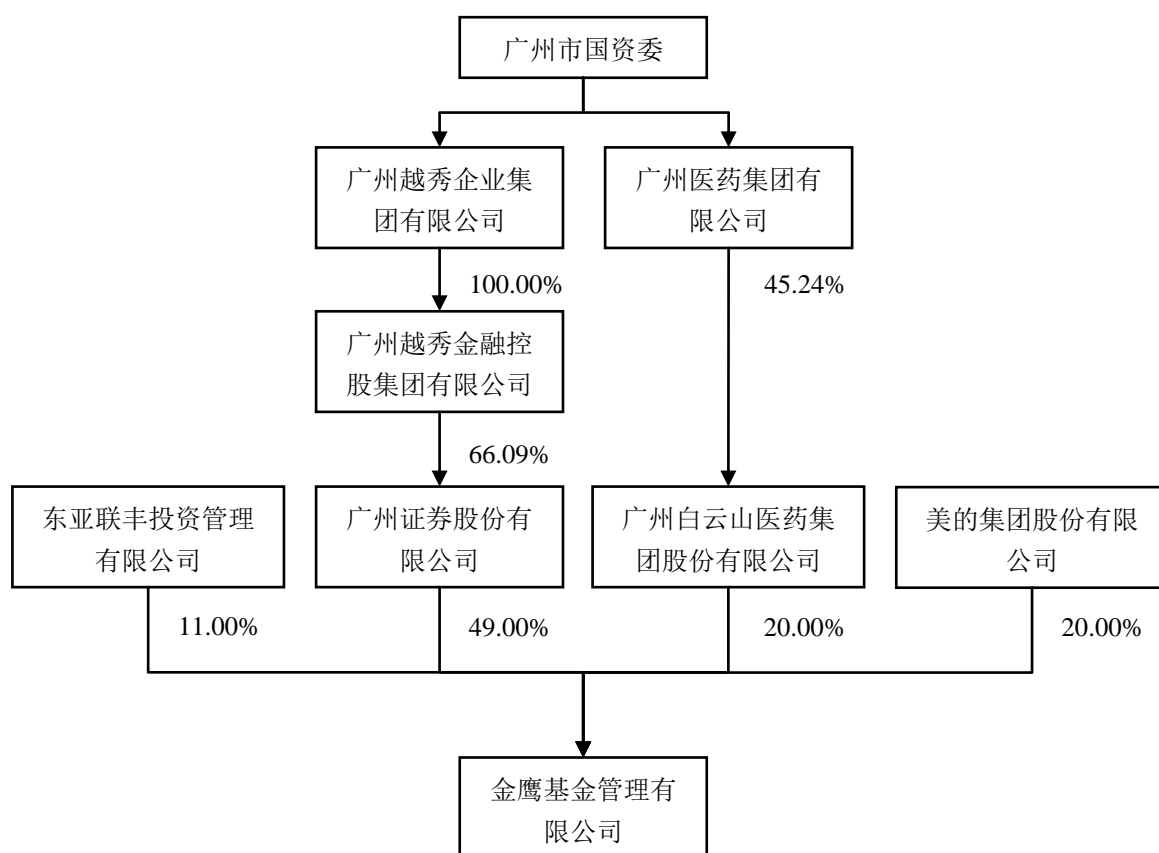 广州市国资委
广州越秀企业集
团有限公司
广州医药集团有
限公司
100.00%
45.24%
广州越秀金融控
股集团有限公司
66.09%
东亚联丰投资管理
有限公司
广州证券股份有
限公司
广州白云山医药集
团股份有限公司
美的集团股份有限
公司
11.00%
49.00%
20.00%
20.00%
金鹰基金管理有
限公司